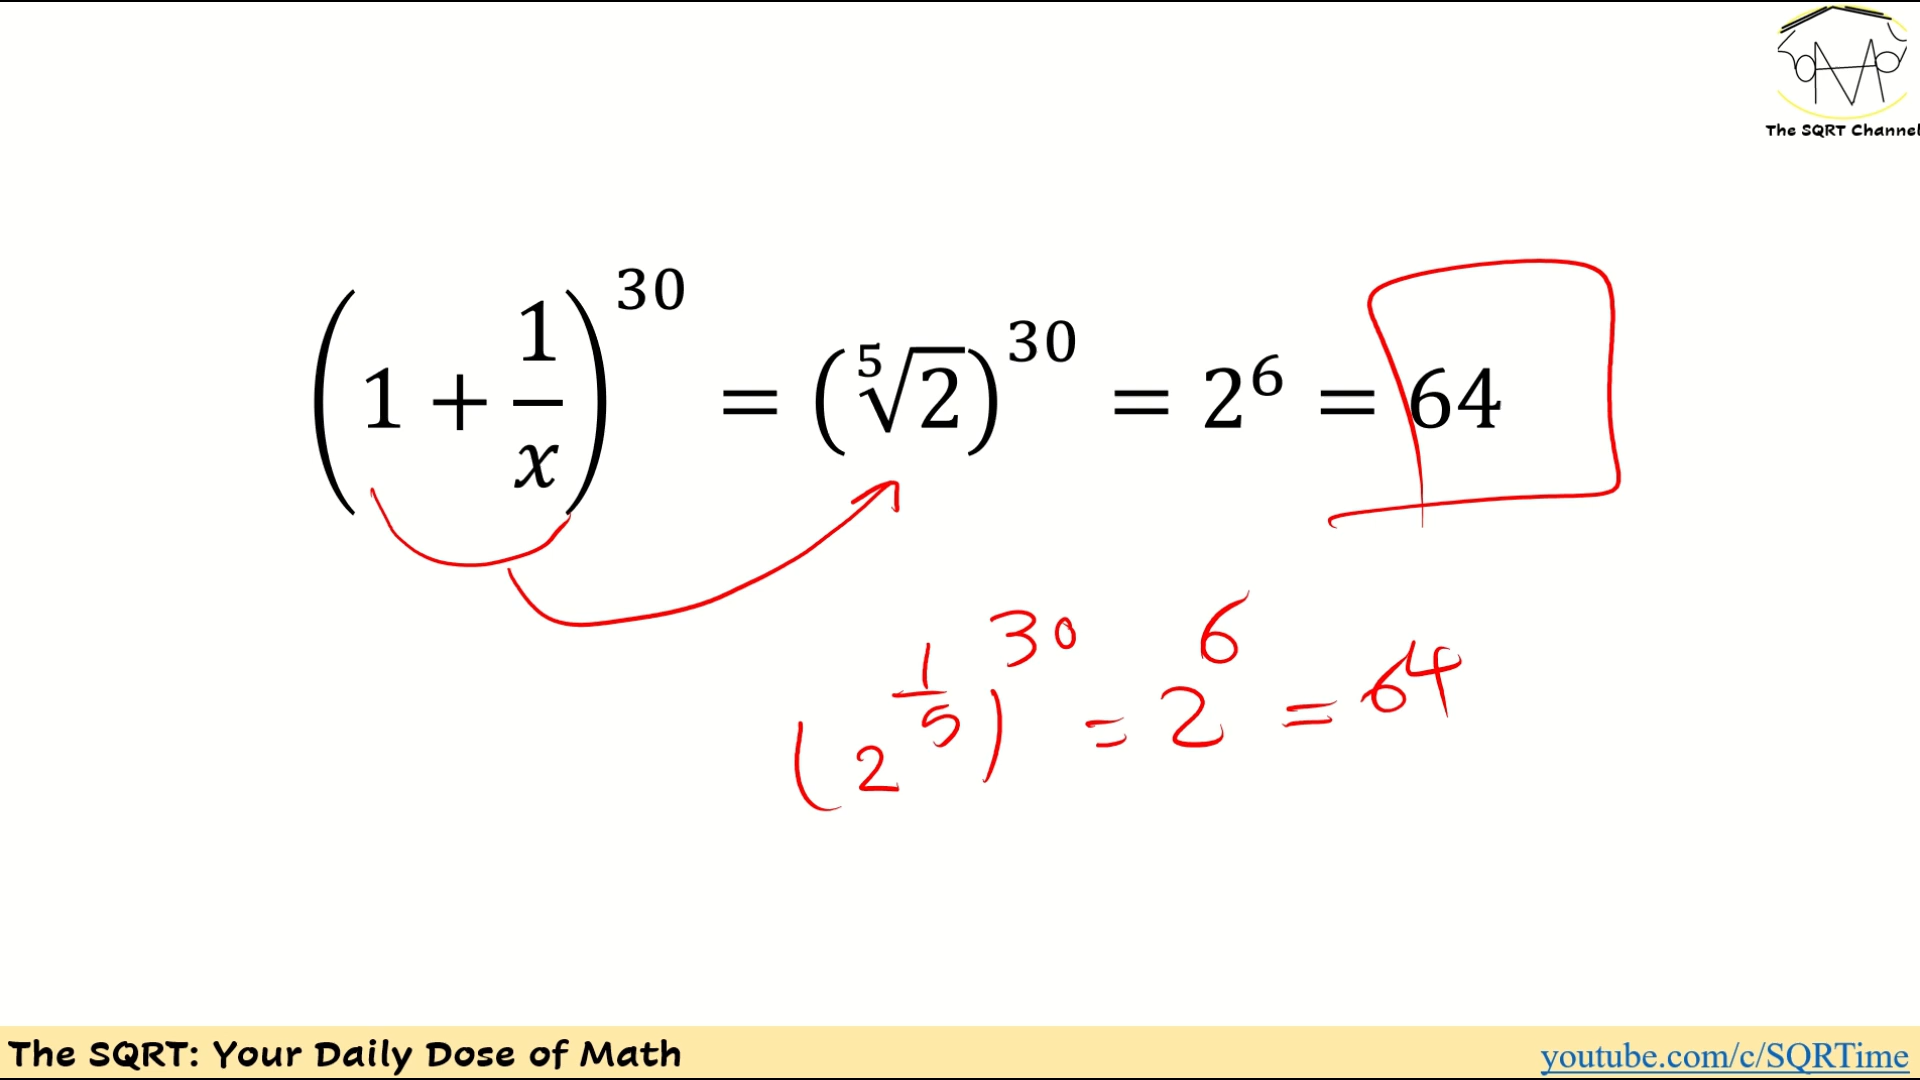 The SQRT Channel
(1 + 1/x)^30 = (⁵√2)^30 = 2^6 = 64
(2^(1/5))^30 = 2^6 = 64
The SQRT: Your Daily Dose of Math
youtube.com/c/SQRTime